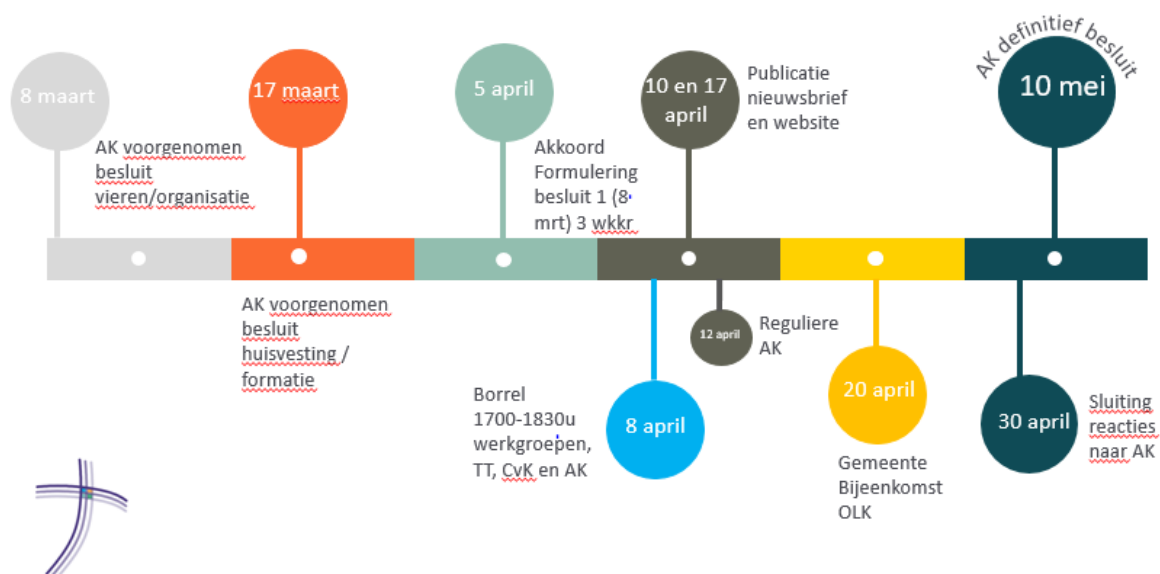 8 maart
AK voorgenomen
besluit
vieren/organisatie
17 maart
AK voorgenomen
besluit
huisvesting /
formatie
5 april
Akkoord
Formulering
besluit 1 (8
mrt) 3 wkkr
10 en 17
april
Publicatie
nieuwsbrief
en website
Borrel
1700-1830u
werkgroepen,
TT, CvK en AK
8 april
12 april
Reguliere
AK
20 april
Gemeente
Bijeenkomst
OLK
AK definitief besluit
10 mei
30 april
Sluiting
reacties
naar AK